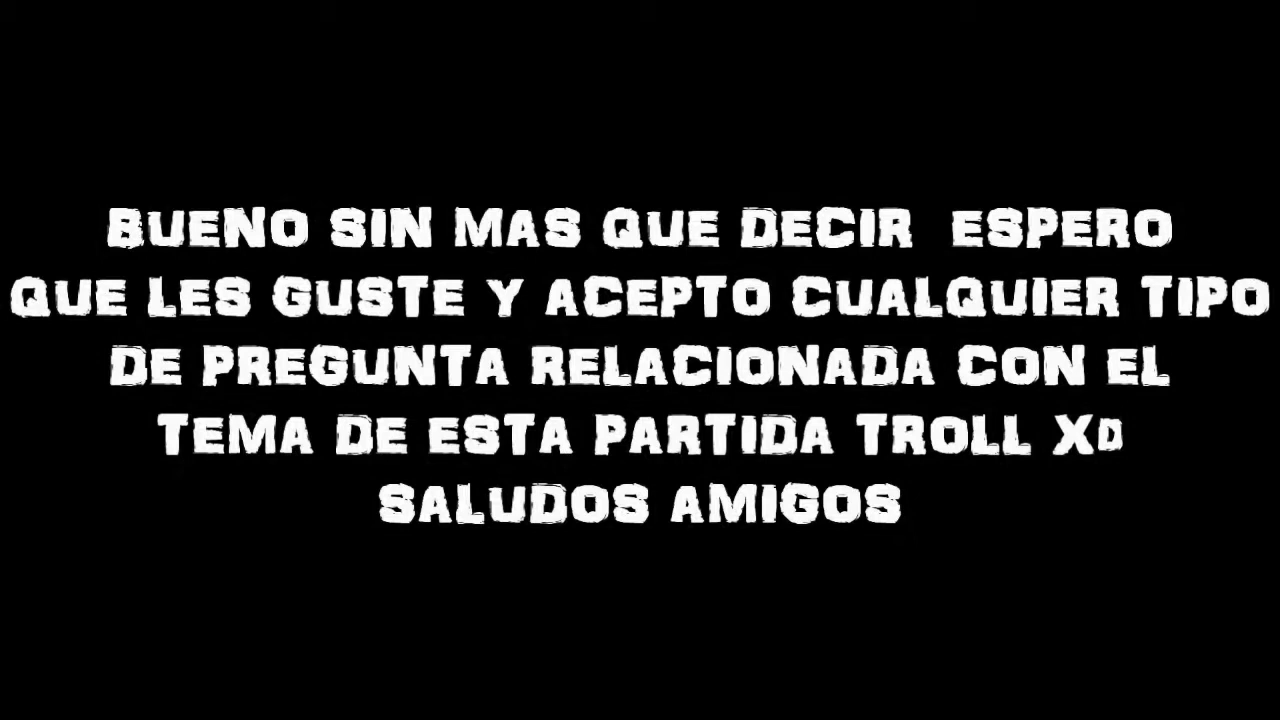 BUENO SIN MAS QUE DECIR  ESPERO
QUE LES GUSTE Y ACEPTO CUALQUIER TIPO
DE PREGUNTA RELACIONADA CON EL
TEMA DE ESTA PARTIDA TROLL XD
SALUDOS AMIGOS